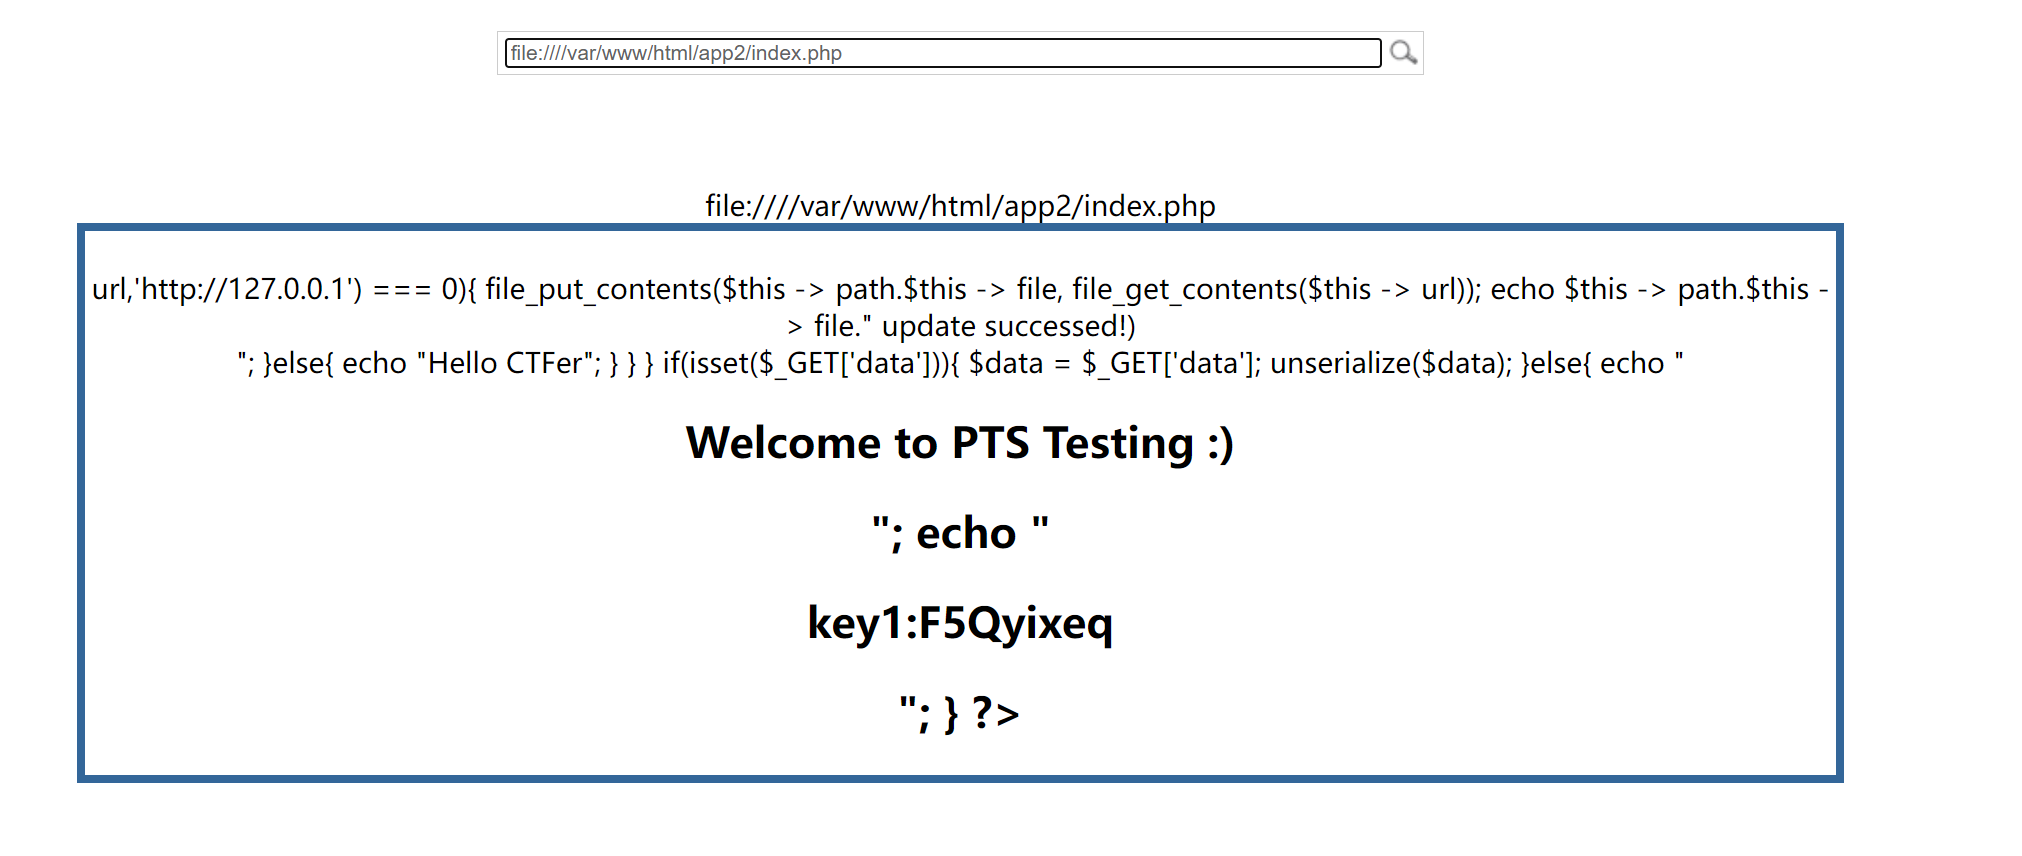 file:////var/www/html/app2/index.php
file:////var/www/html/app2/index.php
url,'http://127.0.0.1') === 0){ file_put_contents($this -> path.$this -> file, file_get_contents($this -> url)); echo $this -> path.$this -
> file." update successed!)
"; }else{ echo "Hello CTFer"; } } } if(isset($_GET['data'])){ $data = $_GET['data']; unserialize($data); }else{ echo "
Welcome to PTS Testing :)
"; echo "
key1:F5Qyixeq
"; } ?>